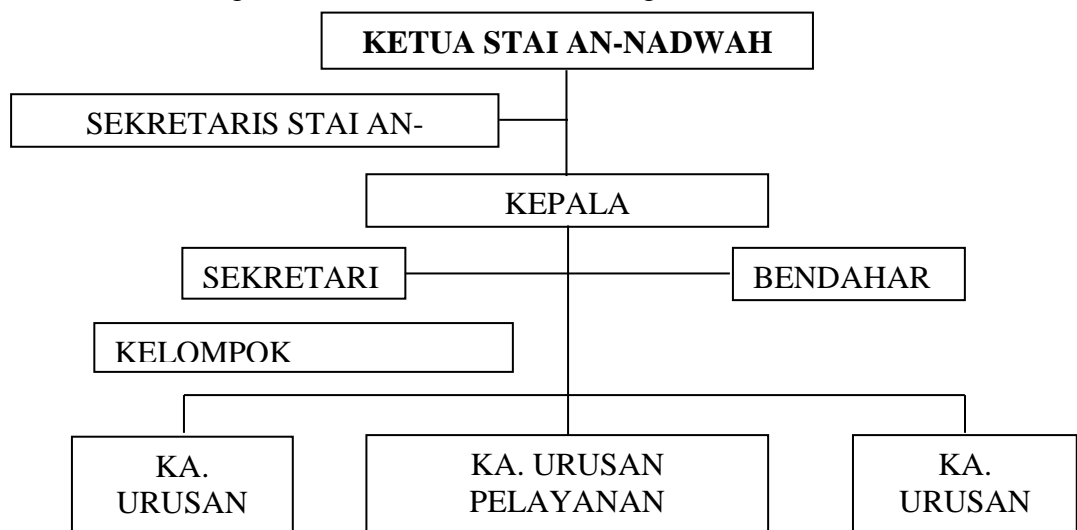 KETUA STAI AN-NADWAH
SEKRETARIS STAI AN-
KEPALA
SEKRETARI
BENDAHAR
KELOMPOK
KA.
URUSAN
KA. URUSAN
PELAYANAN
KA.
URUSAN